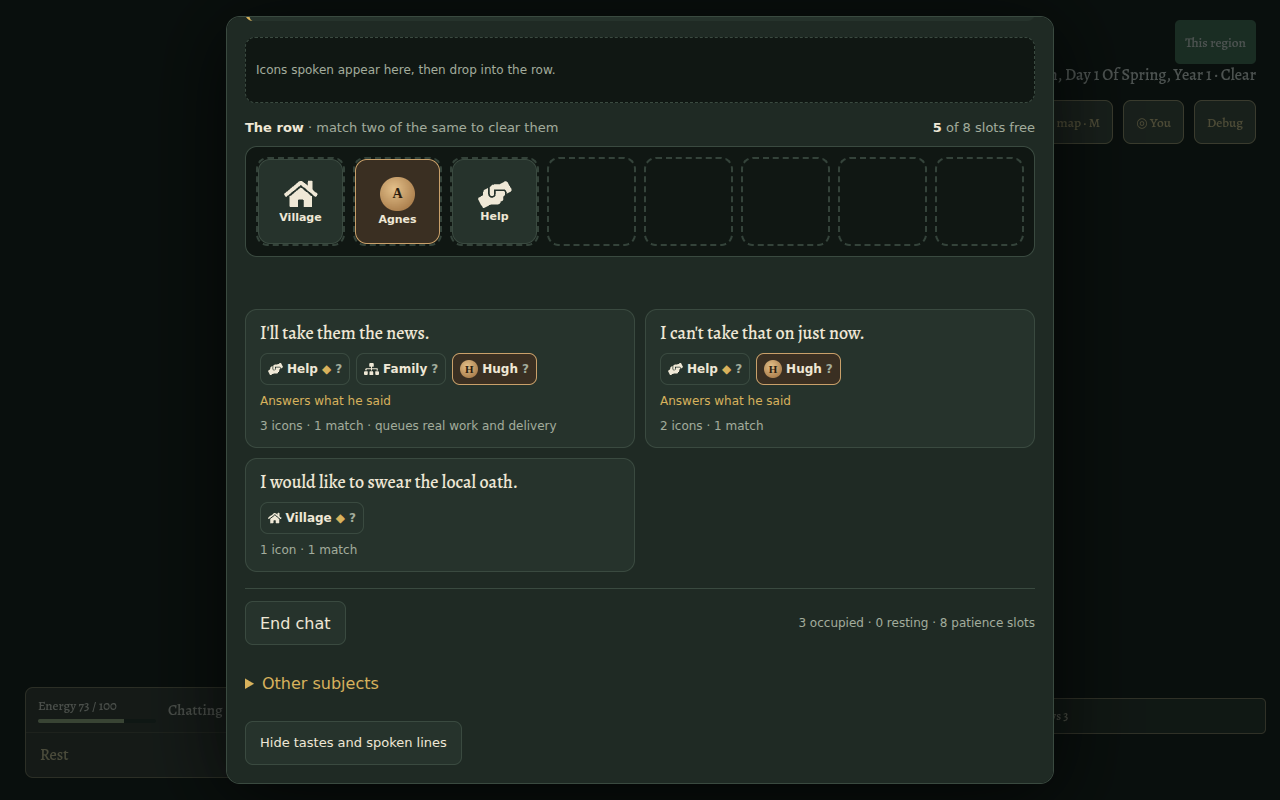 This region
, Day 1 Of Spring, Year 1 · Clear
map · M
◎ You
Debug
Icons spoken appear here, then drop into the row.
The row · match two of the same to clear them
5 of 8 slots free
Village
A
Agnes
Help
I'll take them the news.
Help ◆ ?
Family ?
H Hugh ?
Answers what he said
3 icons · 1 match · queues real work and delivery
I can't take that on just now.
Help ◆ ?
H Hugh ?
Answers what he said
2 icons · 1 match
I would like to swear the local oath.
Village ◆ ?
1 icon · 1 match
End chat
3 occupied · 0 resting · 8 patience slots
▶ Other subjects
Energy 73 / 100
Chatting
Rest
Hide tastes and spoken lines